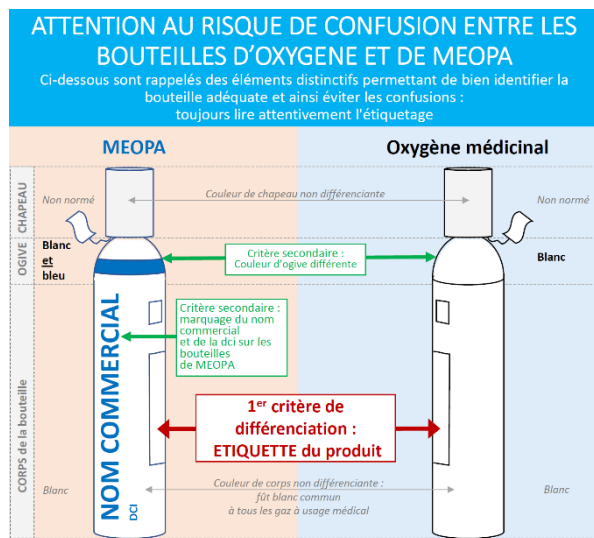 ATTENTION AU RISQUE DE CONFUSION ENTRE LES
BOUTEILLES D'OXYGENE ET DE MEOPA
Ci-dessous sont rappelés des éléments distinctifs permettant de bien identifier la
bouteille adéquate et ainsi éviter les confusions :
toujours lire attentivement l'étiquetage
MEOPA
Oxygène médicinal
CHAPEAU
Non normé
Couleur de chapeau non différenciante
Non normé
OGIVE
Blanc
et
bleu
Critère secondaire :
Couleur d'ogive différente
Blanc
CORPS de la bouteille
NOM COMMERCIAL
DCI
Critère secondaire :
marquage du nom
commercial
et de la dci sur les
bouteilles
de MEOPA
1er critère de
différenciation :
ETIQUETTE du produit
Blanc
Couleur de corps non différenciante :
fût blanc commun
à tous les gaz à usage médical
Blanc